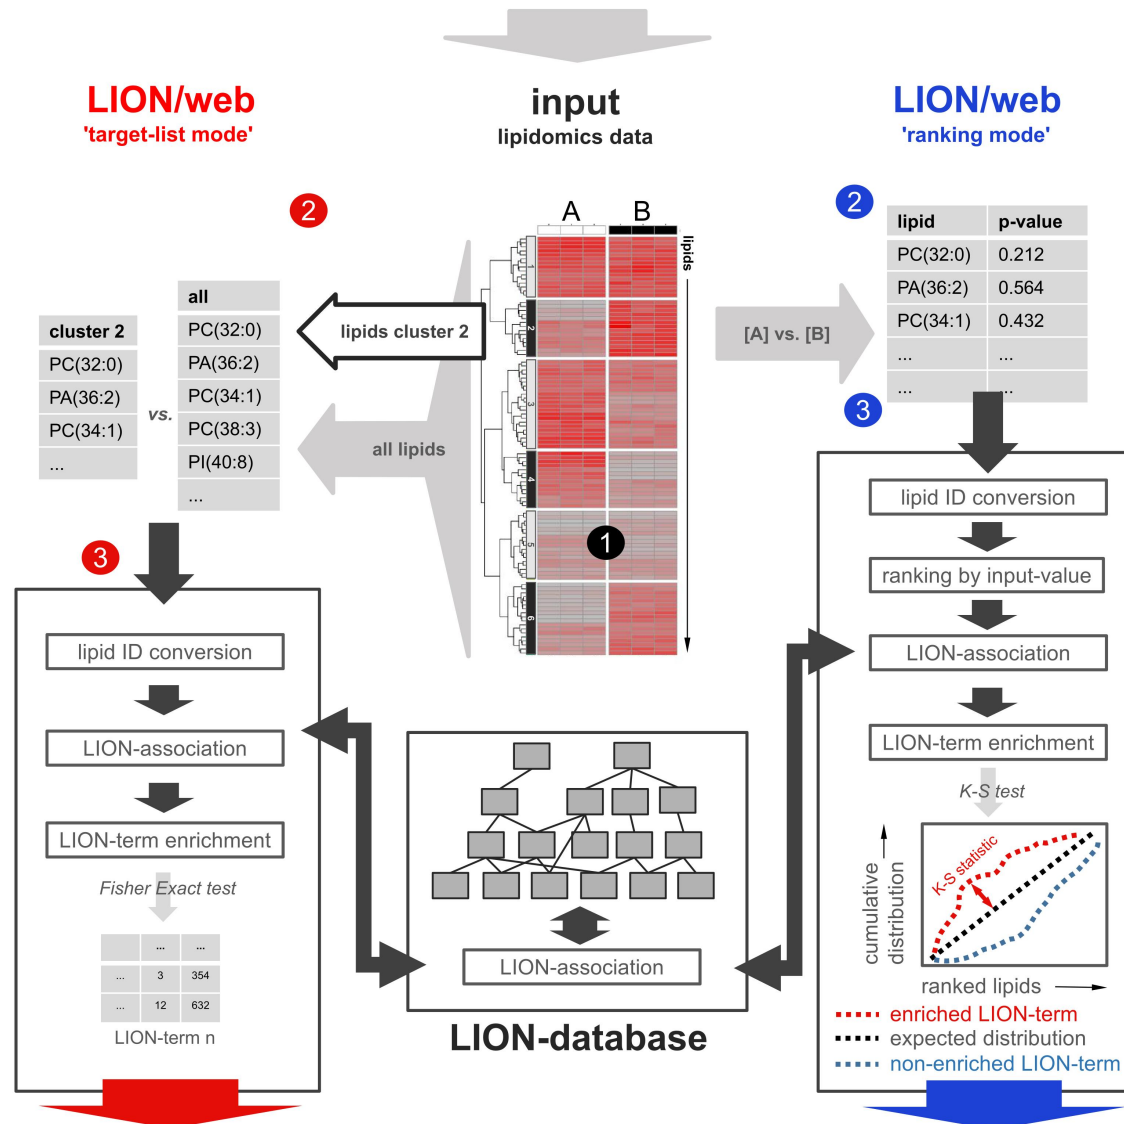 LION/web
'target-list mode'
input
lipidomics data
LION/web
'ranking mode'
2
A B
lipids
1
2
3
4
5
6
1
all
PC(32:0)
PA(36:2)
PC(34:1)
PC(38:3)
PI(40:8)
...
cluster 2
PC(32:0)
PA(36:2)
PC(34:1)
...
vs.
lipids cluster 2
all lipids
[A] vs. [B]
2
lipid p-value
PC(32:0) 0.212
PA(36:2) 0.564
PC(34:1) 0.432
... ...
... ...
3
lipid ID conversion
LION-association
LION-term enrichment
Fisher Exact test
... ...
... 3 354
... 12 632
LION-term n
LION-association
LION-database
3
lipid ID conversion
ranking by input-value
LION-association
LION-term enrichment
K-S test
K-S statistic
cumulative
distribution
ranked lipids
enriched LION-term
expected distribution
non-enriched LION-term